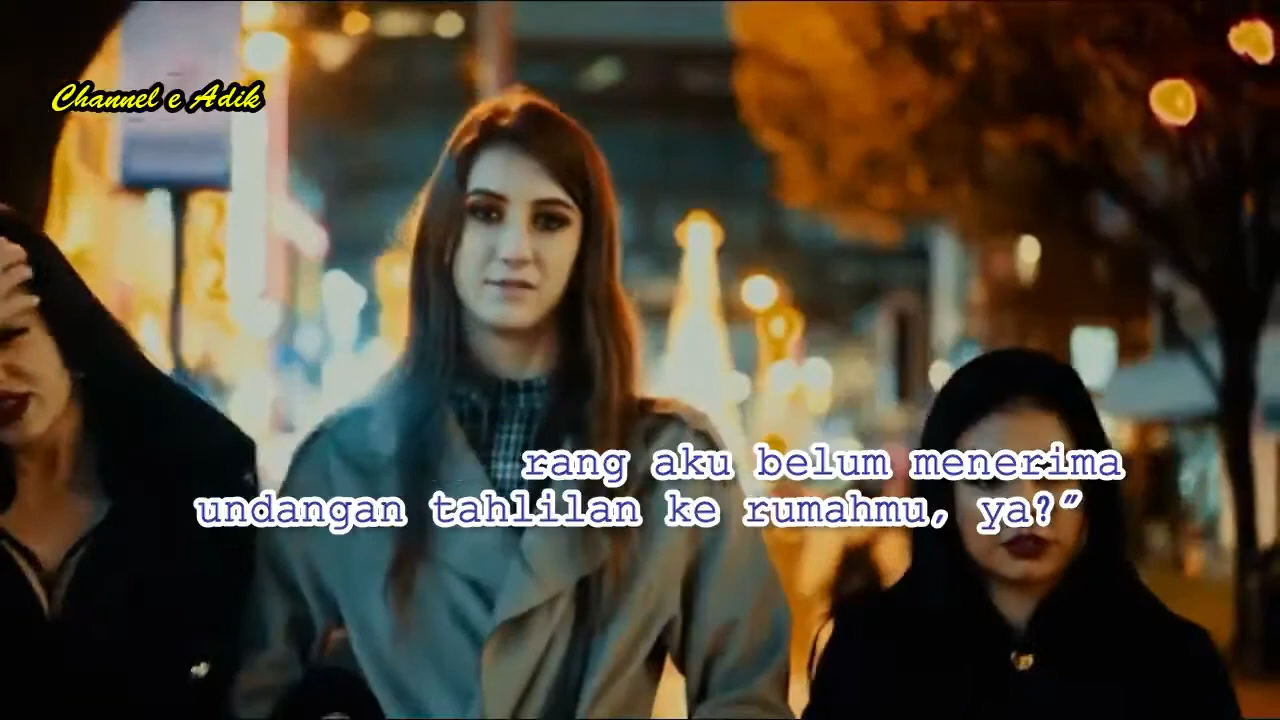 Channel e Adik
rang aku belum menerima
undangan tahlilan ke rumahmu, ya?”